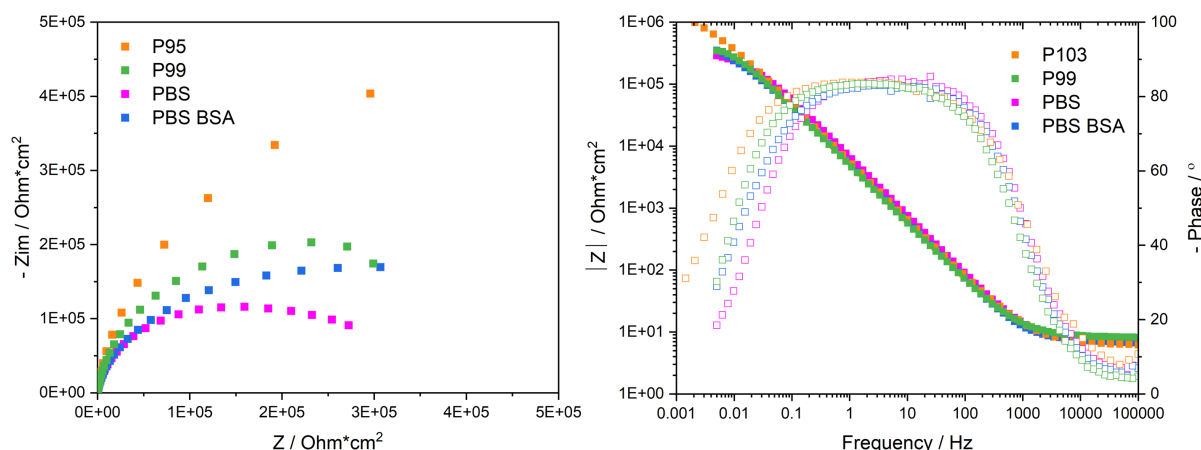 5E+05
4E+05
3E+05
2E+05
1E+05
0E+00
- Zim / Ohm*cm²
P95
P99
PBS
PBS BSA
0E+00 1E+05 2E+05 3E+05 4E+05 5E+05
Z / Ohm*cm²
1E+06
1E+05
1E+04
1E+03
1E+02
1E+01
1E+00
|Z| / Ohm*cm²
P103
P99
PBS
PBS BSA
100
80
60
40
20
0
- Phase / °
0.001 0.01 0.1 1 10 100 1000 10000 100000
Frequency / Hz